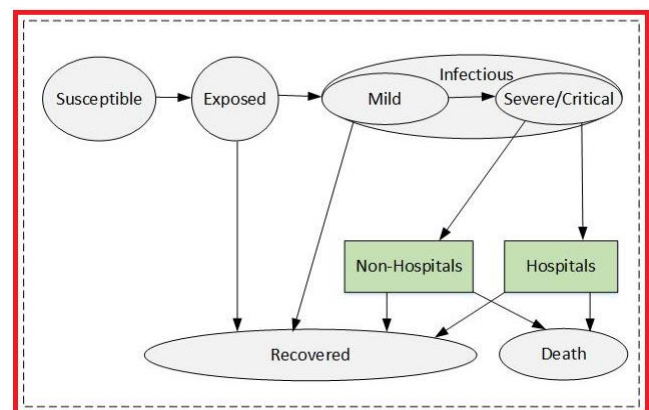 Infectious
Susceptible
Exposed
Mild
Severe/Critical
Non-Hospitals
Hospitals
Recovered
Death